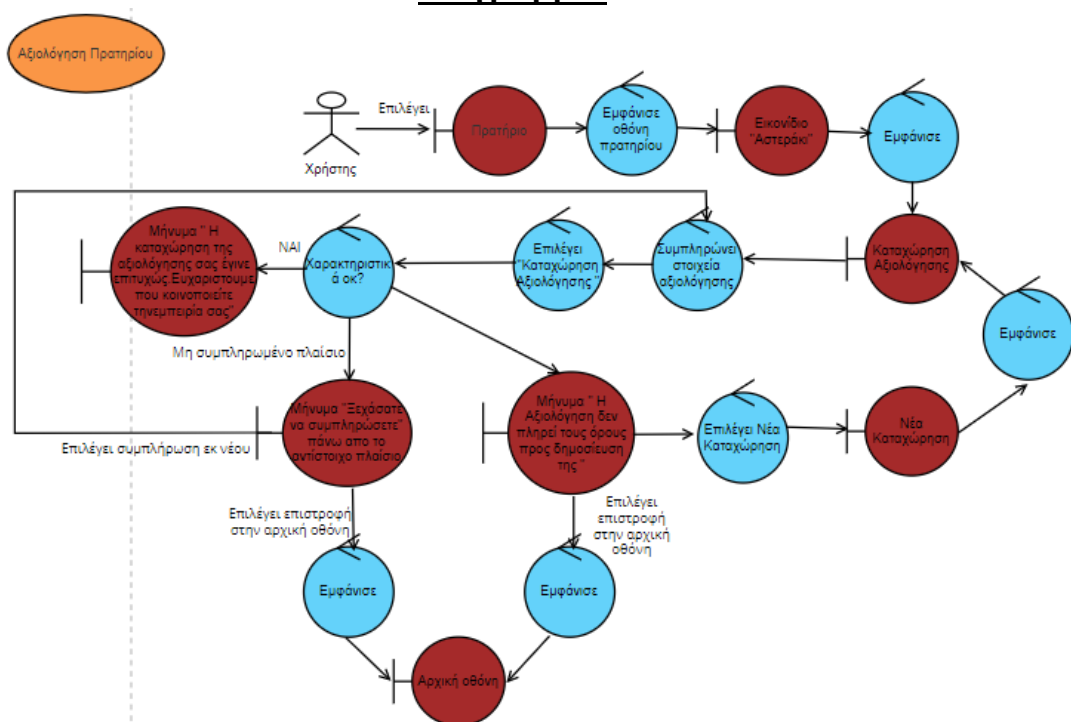 Αξιολόγηση Πρατηρίου
Επιλέγει
Χρήστης
Πρατήριο
Εμφάνισε
οθόνη
πρατηρίου
Εικονίδιο
"Αστεράκι"
Εμφάνισε
Μήνυμα " Η
καταχώρηση της
αξιολόγησης σας έγινε
επιτυχώς.Ευχαριστουμε
που κοινοποιείτε
τηνεμπειρία σας"
ΝΑΙ
Χαρακτηριστικ
ά οκ?
Επιλέγει
"Καταχώρηση
Αξιολόγησης "
Συμπληρώνει
στοιχεία
αξιολόγησης
Καταχώρηση
Αξιολόγησης
Εμφάνισε
Μη συμπληρωμένο πλαίσιο
Επιλέγει συμπλήρωση εκ νέου
Μήνυμα "Ξεχάσατε
να συμπληρώσετε"
πάνω απο το
αντίστοιχο πλαίσιο
Μήνυμα " Η
Αξιολόγηση δεν
πληρεί τους όρους
προς δημοσίευση
της "
Επιλέγει Νέα
Καταχώρηση
Νέα
Καταχώρηση
Επιλέγει επιστροφή
στην αρχική οθόνη
Επιλέγει
επιστροφή
στην αρχική
οθόνη
Εμφάνισε
Εμφάνισε
Αρχική οθόνη